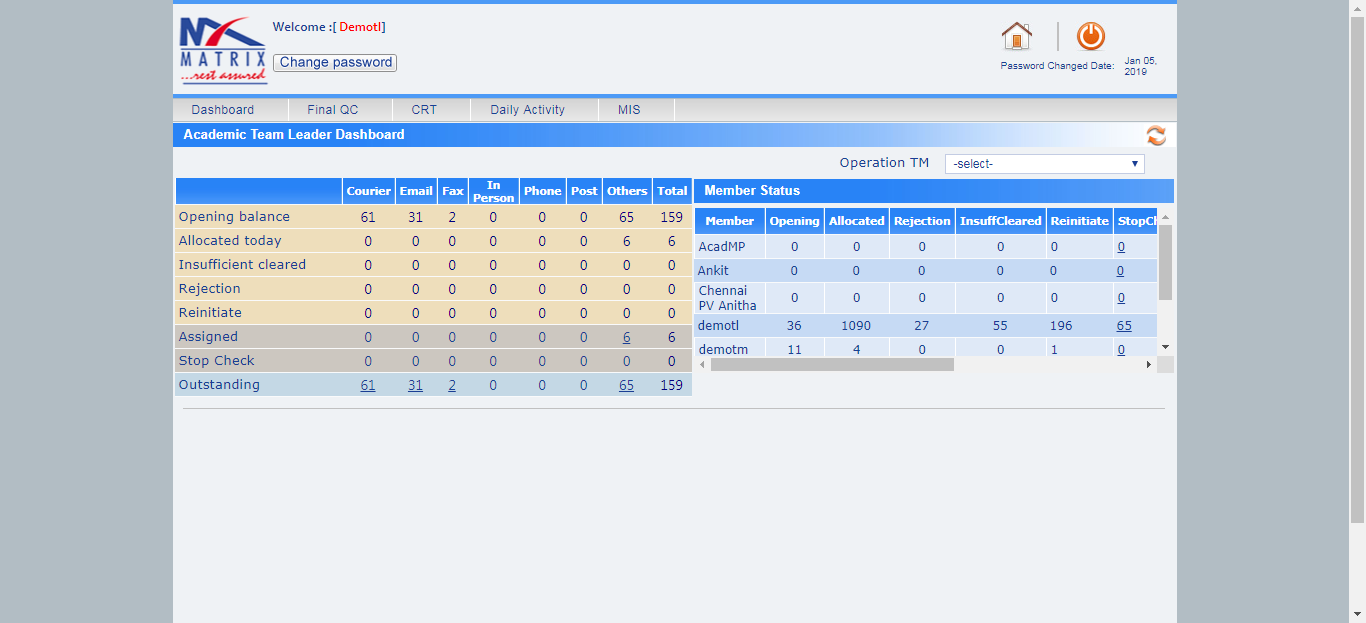 MATRIX
...rest assured
Welcome :[ Demotl]
Change password
Password Changed Date: Jan 05, 2019
Dashboard Final QC CRT Daily Activity MIS
Academic Team Leader Dashboard
Operation TM -select-
Courier Email Fax In Person Phone Post Others Total
Opening balance 61 31 2 0 0 0 65 159
Allocated today 0 0 0 0 0 0 6 6
Insufficient cleared 0 0 0 0 0 0 0 0
Rejection 0 0 0 0 0 0 0 0
Reinitiate 0 0 0 0 0 0 0 0
Assigned 0 0 0 0 0 0 6 6
Stop Check 0 0 0 0 0 0 0 0
Outstanding 61 31 2 0 0 0 65 159
Member Status
Member Opening Allocated Rejection InsuffCleared Reinitiate StopCh
AcadMP 0 0 0 0 0 0
Ankit 0 0 0 0 0 0
Chennai PV Anitha 0 0 0 0 0 0
demotl 36 1090 27 55 196 65
demotm 11 4 0 0 1 0